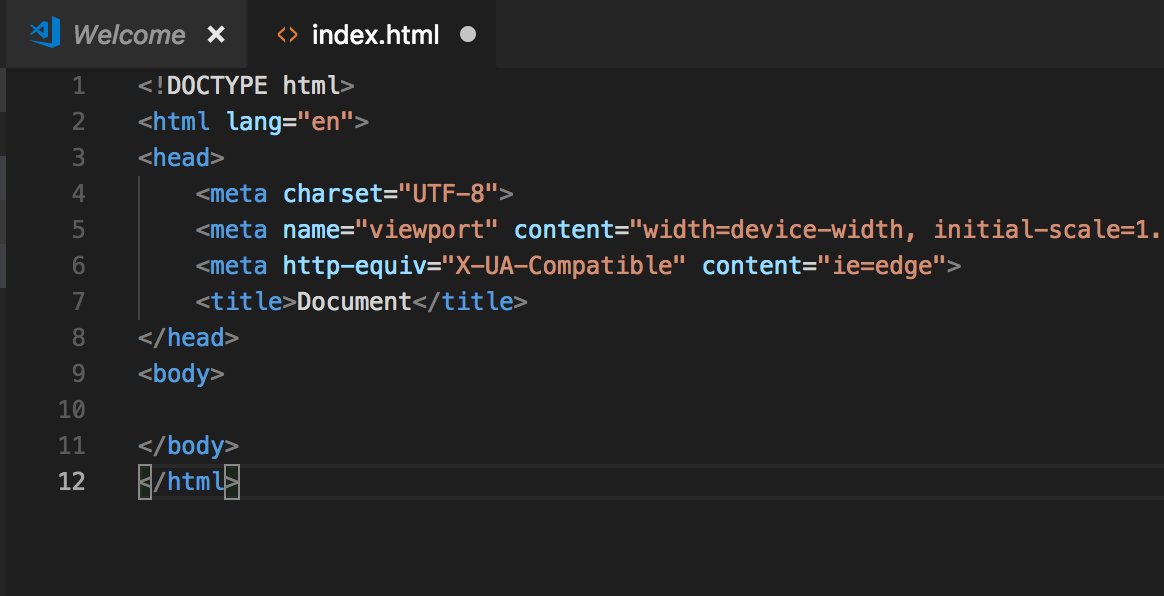 Welcome × index.html
1 <!DOCTYPE html>
2 <html lang="en">
3 <head>
4     <meta charset="UTF-8">
5     <meta name="viewport" content="width=device-width, initial-scale=1.
6     <meta http-equiv="X-UA-Compatible" content="ie=edge">
7     <title>Document</title>
8 </head>
9 <body>
10
11 </body>
12 </html>